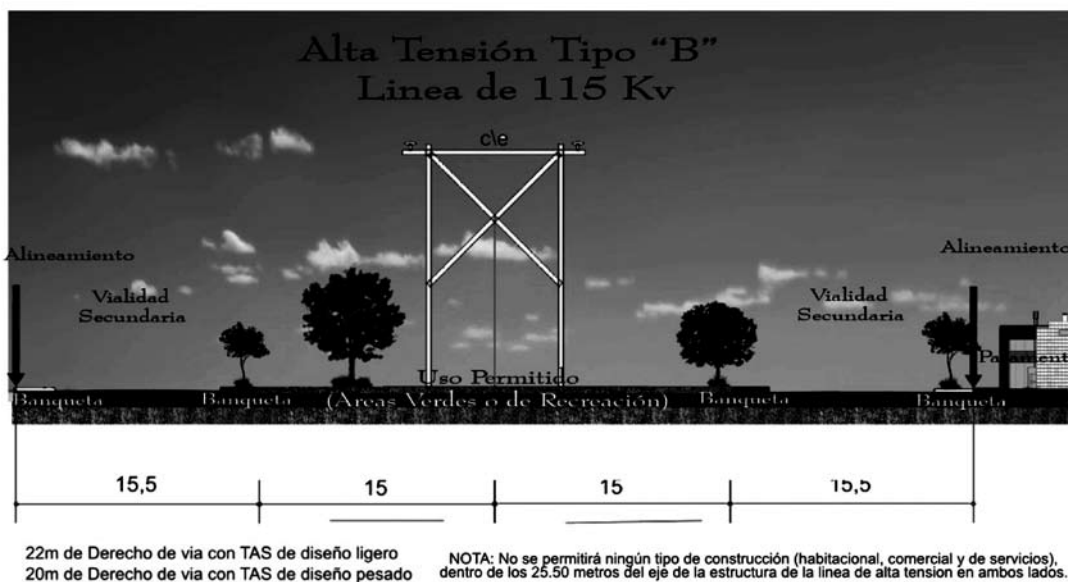 Alta Tensión Tipo "B"
Linea de 115 Kv
c\e
Alineamiento
Alineamiento
Vialidad
Secundaria
Vialidad
Secundaria
Parament
Uso Permitido
(Areas Verdes o de Recreación)
Banqueta
Banqueta
Banqueta
Banqueta
15,5
15
15
15,5
22m de Derecho de via con TAS de diseño ligero
20m de Derecho de via con TAS de diseño pesado
NOTA: No se permitirá ningún tipo de construcción (habitacional, comercial y de servicios),
dentro de los 25.50 metros del eje de la estructura de la linea de alta tension en ambos lados.